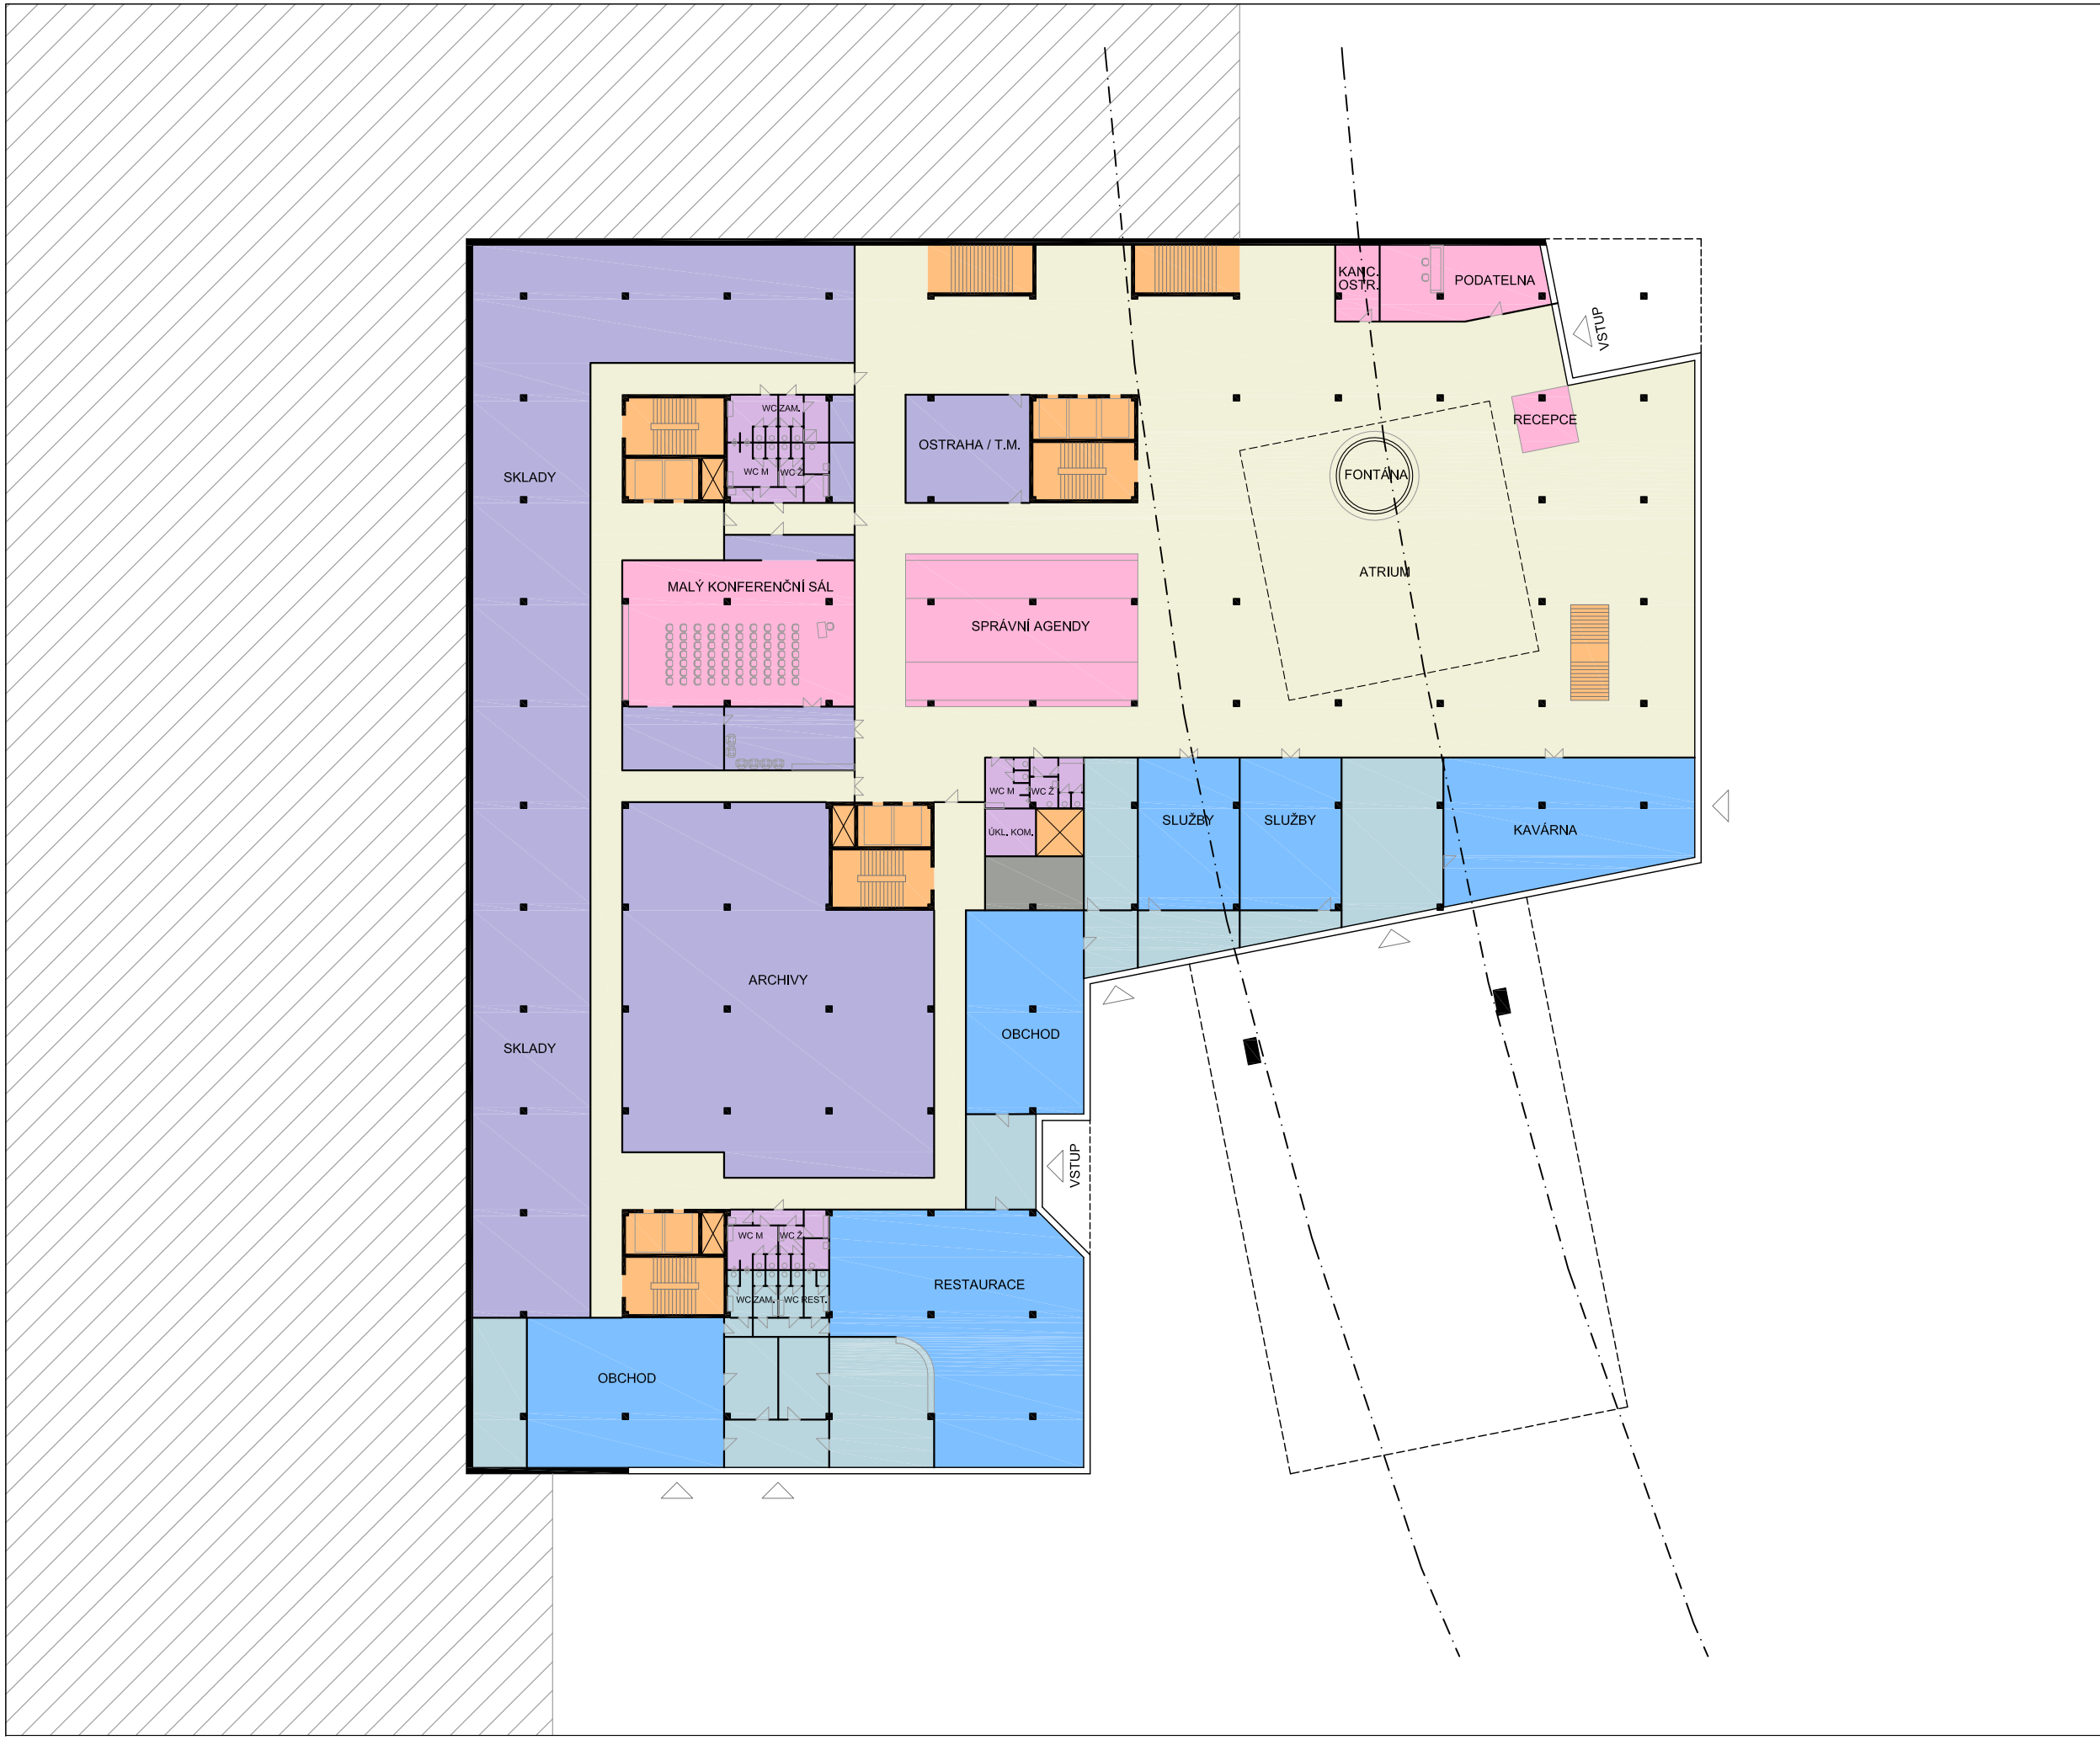 KANC.
OSTR.
PODATELNA
VSTUP
WC ZAM.
RECEPCE
OSTRAHA / T.M.
SKLADY
WC M
WC Ž
FONTÁNA
ATRIUM
MALÝ KONFERENČNÍ SÁL
SPRÁVNÍ AGENDY
WC M
WC Ž
SLUŽBY
SLUŽBY
KAVÁRNA
ÚKL. KOM.
ARCHIVY
OBCHOD
SKLADY
VSTUP
WC M
WC Ž
RESTAURACE
WC ZAM.
WC REST.
OBCHOD